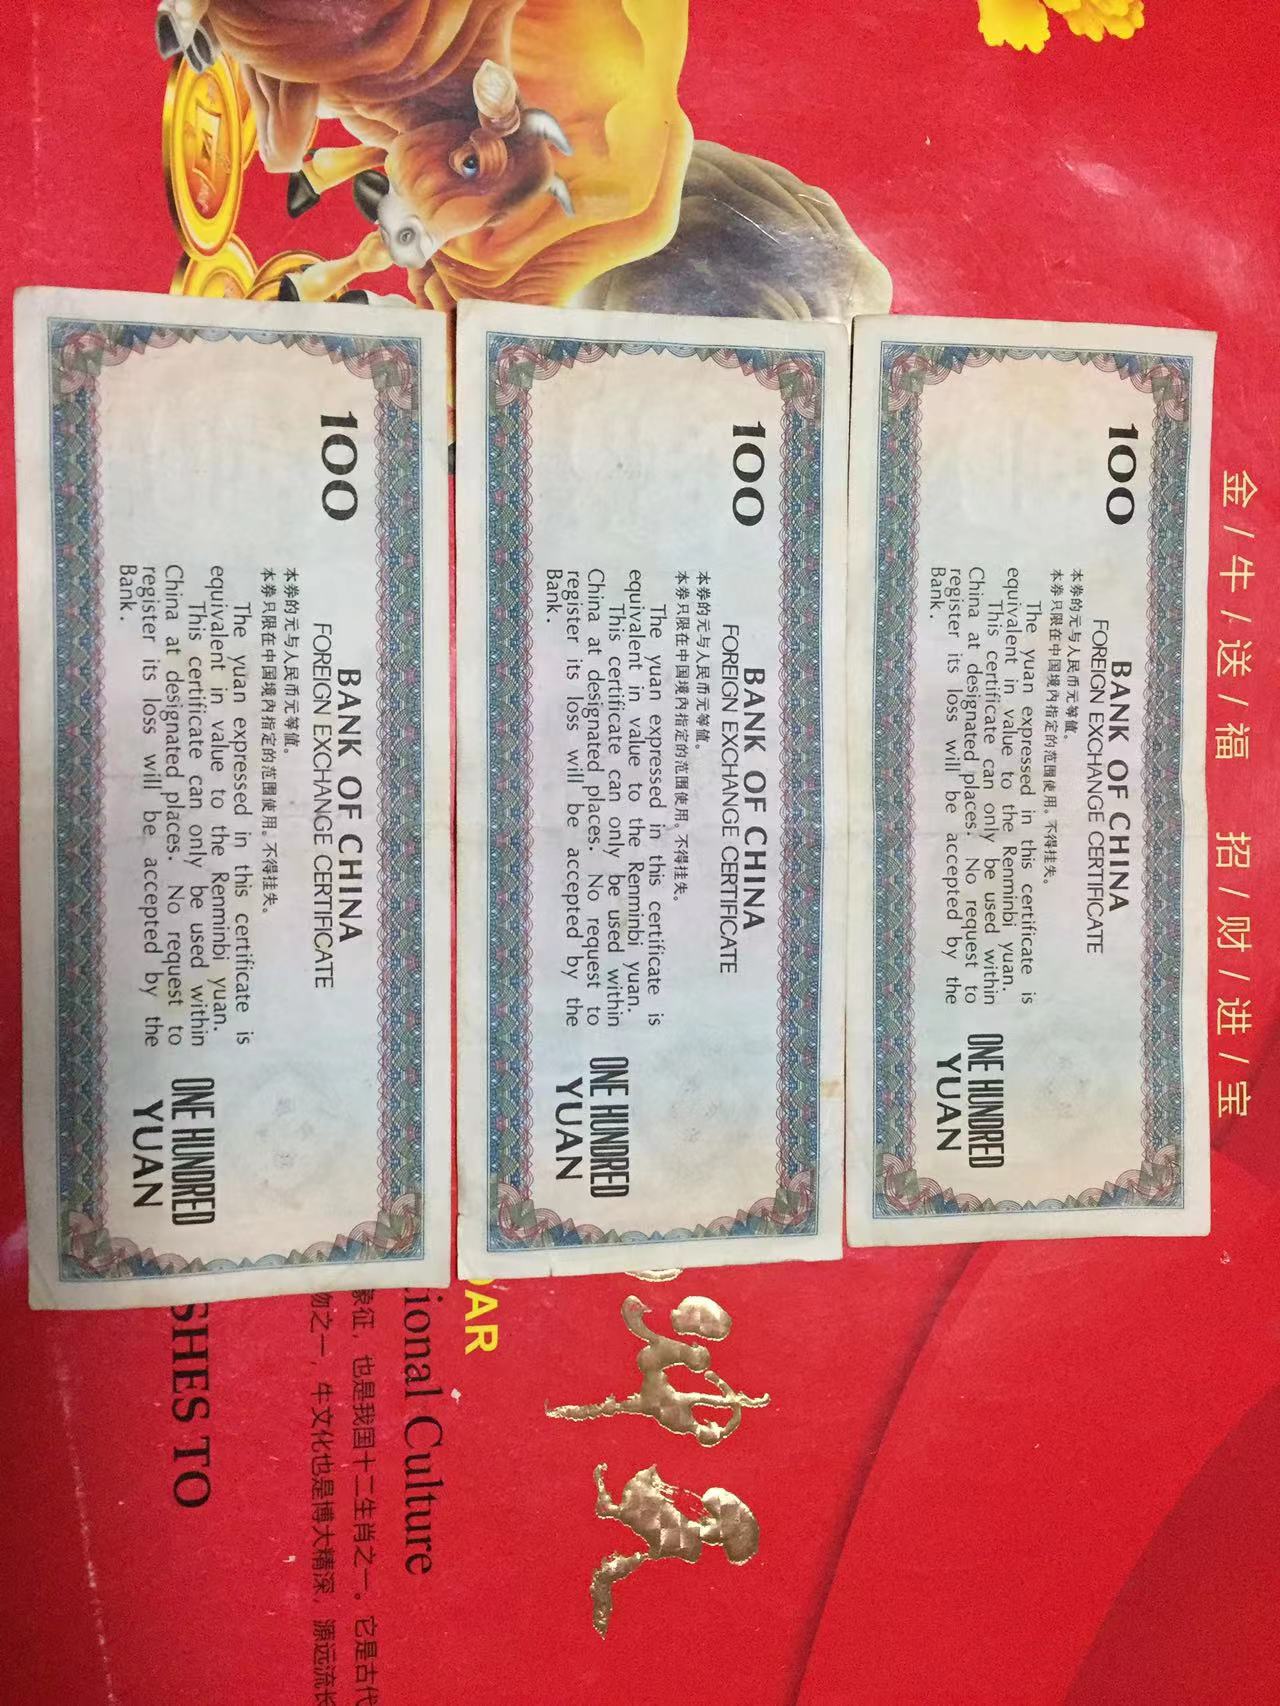 金/牛/送/福 招/财/进/宝
100
BANK OF CHINA
FOREIGN EXCHANGE CERTIFICATE
本券的元与人民币元等值。
本券只限在中国境内指定的范围使用。不得挂失。
The yuan expressed in this certificate is
equivalent in value to the Renminbi yuan.
This certificate can only be used within
China at designated places. No request to
register its loss will be accepted by the
Bank.
ONE HUNDRED
YUAN
100
BANK OF CHINA
FOREIGN EXCHANGE CERTIFICATE
本券的元与人民币元等值。
本券只限在中国境内指定的范围使用。不得挂失。
The yuan expressed in this certificate is
equivalent in value to the Renminbi yuan.
This certificate can only be used within
China at designated places. No request to
register its loss will be accepted by the
Bank.
ONE HUNDRED
YUAN
100
BANK OF CHINA
FOREIGN EXCHANGE CERTIFICATE
本券的元与人民币元等值。
本券只限在中国境内指定的范围使用。不得挂失。
The yuan expressed in this certificate is
equivalent in value to the Renminbi yuan.
This certificate can only be used within
China at designated places. No request to
register its loss will be accepted by the
Bank.
ONE HUNDRED
YUAN
DAR
ional Culture
象征，也是我国十二生肖之一。它是古代
物之一，牛文化也是博大精深，源远流长
SHES TO